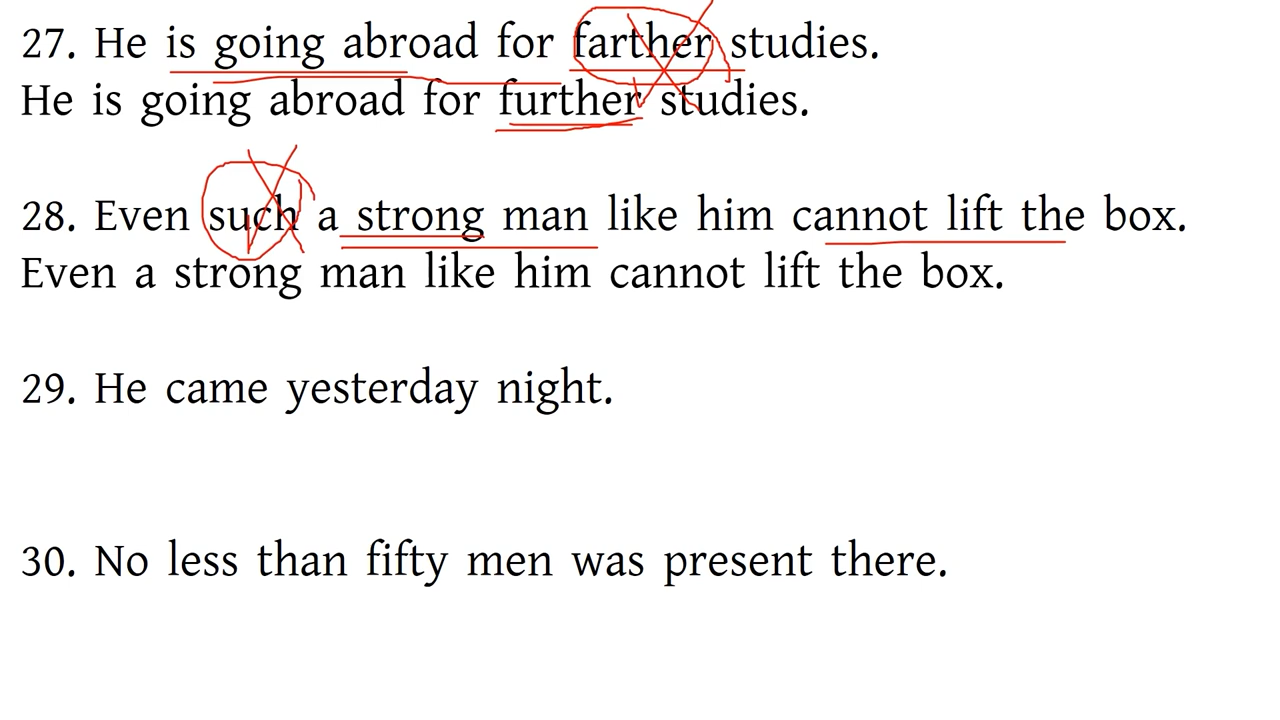 27. He is going abroad for farther studies.
He is going abroad for further studies.
28. Even such a strong man like him cannot lift the box.
Even a strong man like him cannot lift the box.
29. He came yesterday night.
30. No less than fifty men was present there.